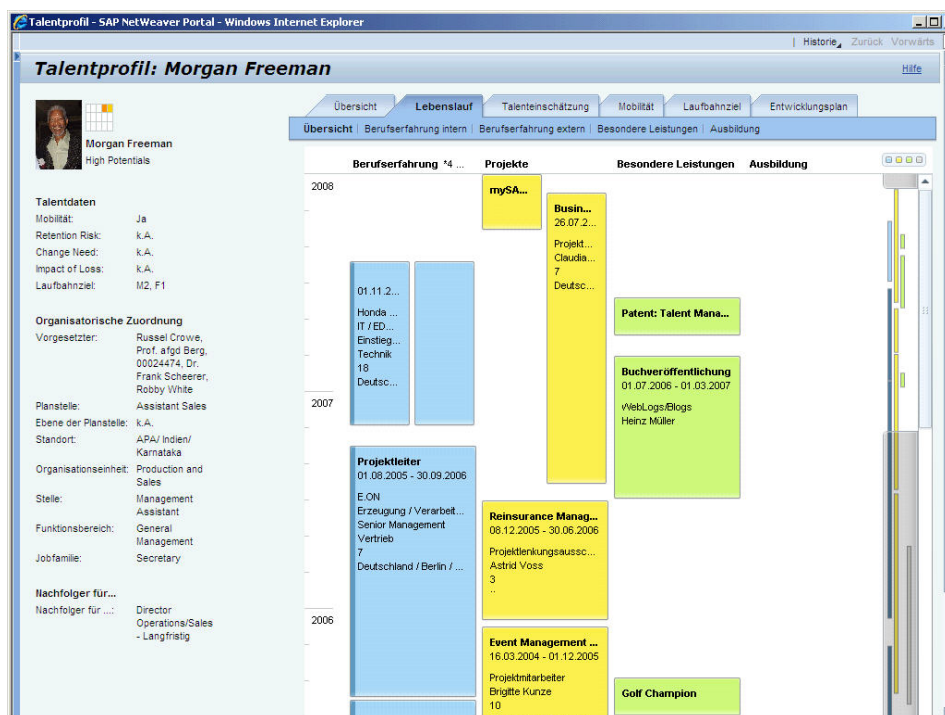 Talentprofil - SAP NetWeaver Portal - Windows Internet Explorer
Historie Zurück Vorwärts
Talentprofil: Morgan Freeman
Hilfe
Morgan Freeman
High Potentials
Talentdaten
Mobilität: Ja
Retention Risk: k.A.
Change Need: k.A.
Impact of Loss: k.A.
Laufbahnziel: M2, F1
Organisatorische Zuordnung
Vorgesetzter: Russel Crowe,
Prof. afgd Berg,
00024474, Dr.
Frank Scheerer,
Robby White
Planstelle: Assistant Sales
Ebene der Planstelle: k.A.
Standort: APA/ Indien/
Karnataka
Organisationseinheit: Production and
Sales
Stelle: Management
Assistant
Funktionsbereich: General
Management
Jobfamilie: Secretary
Nachfolger für...
Nachfolger für ...: Director
Operations/Sales
- Langfristig
Übersicht Lebenslauf Talenteinschätzung Mobilität Laufbahnziel Entwicklungsplan
Übersicht | Berufserfahrung intern | Berufserfahrung extern | Besondere Leistungen | Ausbildung
Berufserfahrung *4 ... Projekte Besondere Leistungen Ausbildung
2008
2007
2006
01.11.2...
Honda ...
IT / ED...
Einstieg...
Technik
18
Deutsc...
Projektleiter
01.08.2005 - 30.09.2006
E.ON
Erzeugung / Verarbeit...
Senior Management
Vertrieb
7
Deutschland / Berlin / ...
mySA...
Busin...
26.07.2...
Projekt...
Claudia...
7
Deutsc...
Reinsurance Manag...
08.12.2005 - 30.06.2006
Projektlenkungsaussc...
Astrid Voss
3
..
Event Management ...
16.03.2004 - 01.12.2005
Projektmitarbeiter
Brigitte Kunze
10
Patent: Talent Mana...
Buchveröffentlichung
01.07.2006 - 01.03.2007
WebLogs/Blogs
Heinz Müller
Golf Champion